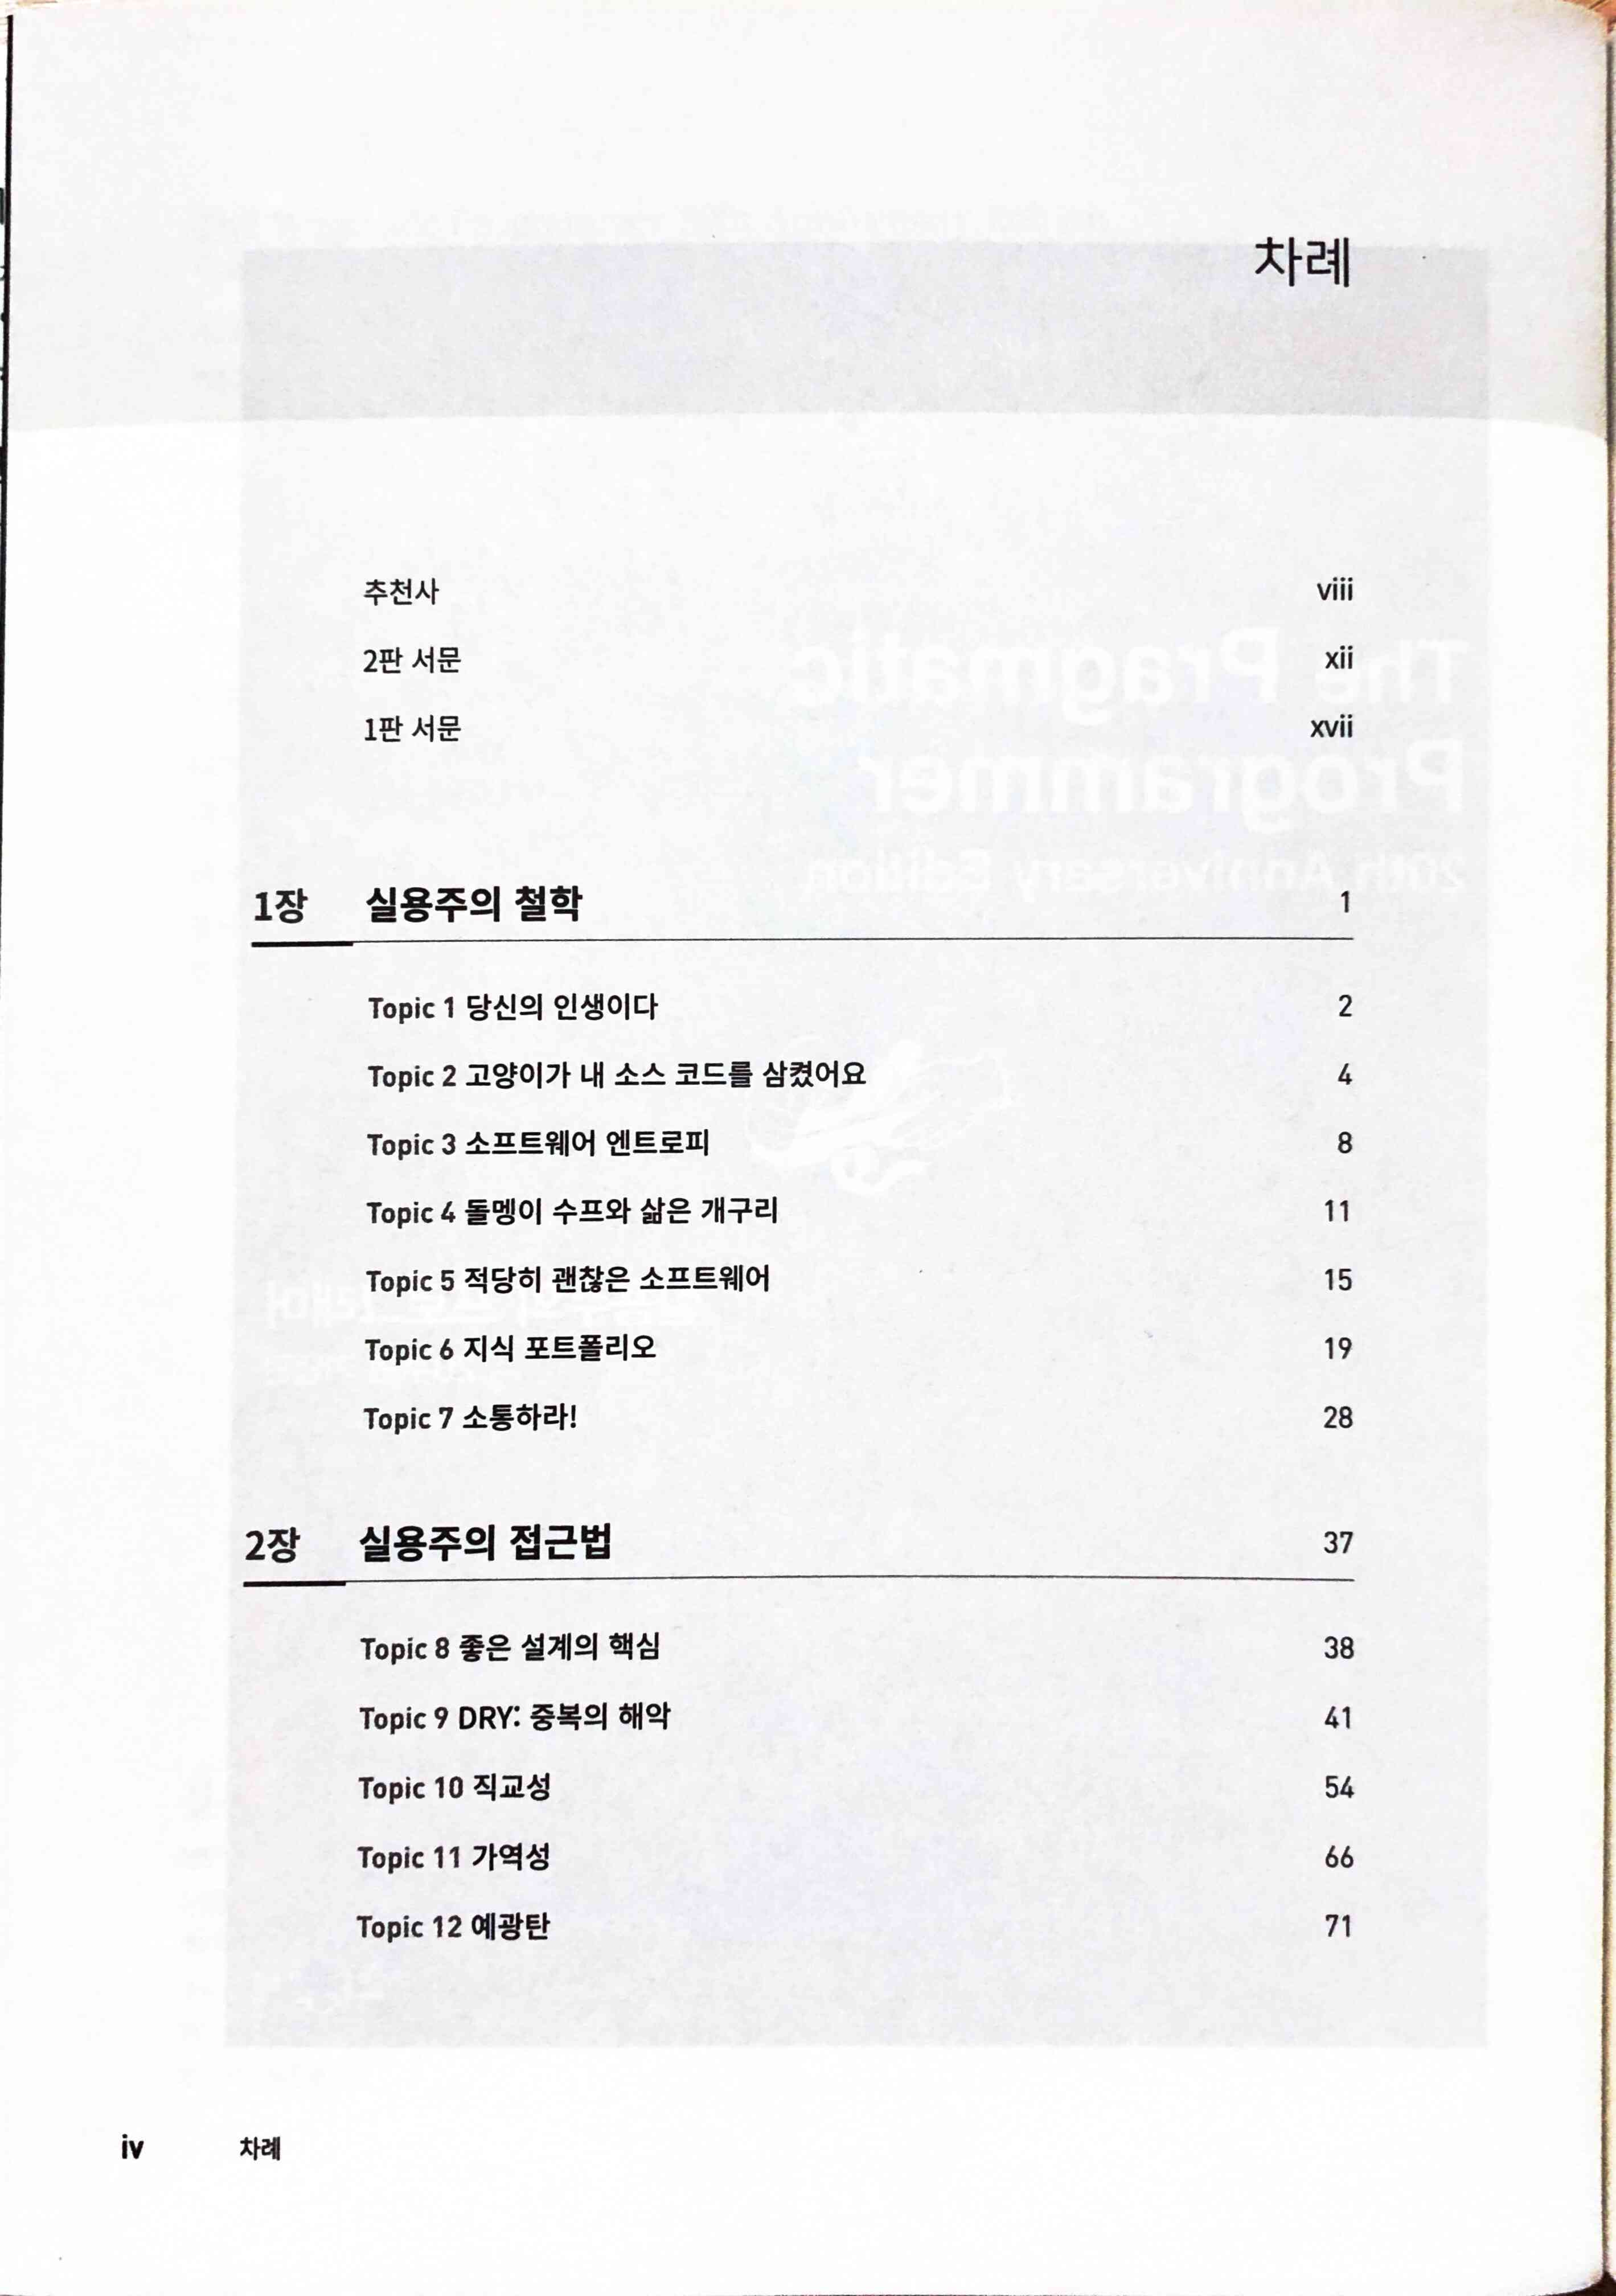 차례
추천사 viii
2판 서문 xii
1판 서문 xvii
1장 실용주의 철학 1
Topic 1 당신의 인생이다 2
Topic 2 고양이가 내 소스 코드를 삼켰어요 4
Topic 3 소프트웨어 엔트로피 8
Topic 4 돌멩이 수프와 삶은 개구리 11
Topic 5 적당히 괜찮은 소프트웨어 15
Topic 6 지식 포트폴리오 19
Topic 7 소통하라! 28
2장 실용주의 접근법 37
Topic 8 좋은 설계의 핵심 38
Topic 9 DRY: 중복의 해악 41
Topic 10 직교성 54
Topic 11 가역성 66
Topic 12 예광탄 71
iv 차례
The Pragmatic
Programmer
20th Anniversary Edition